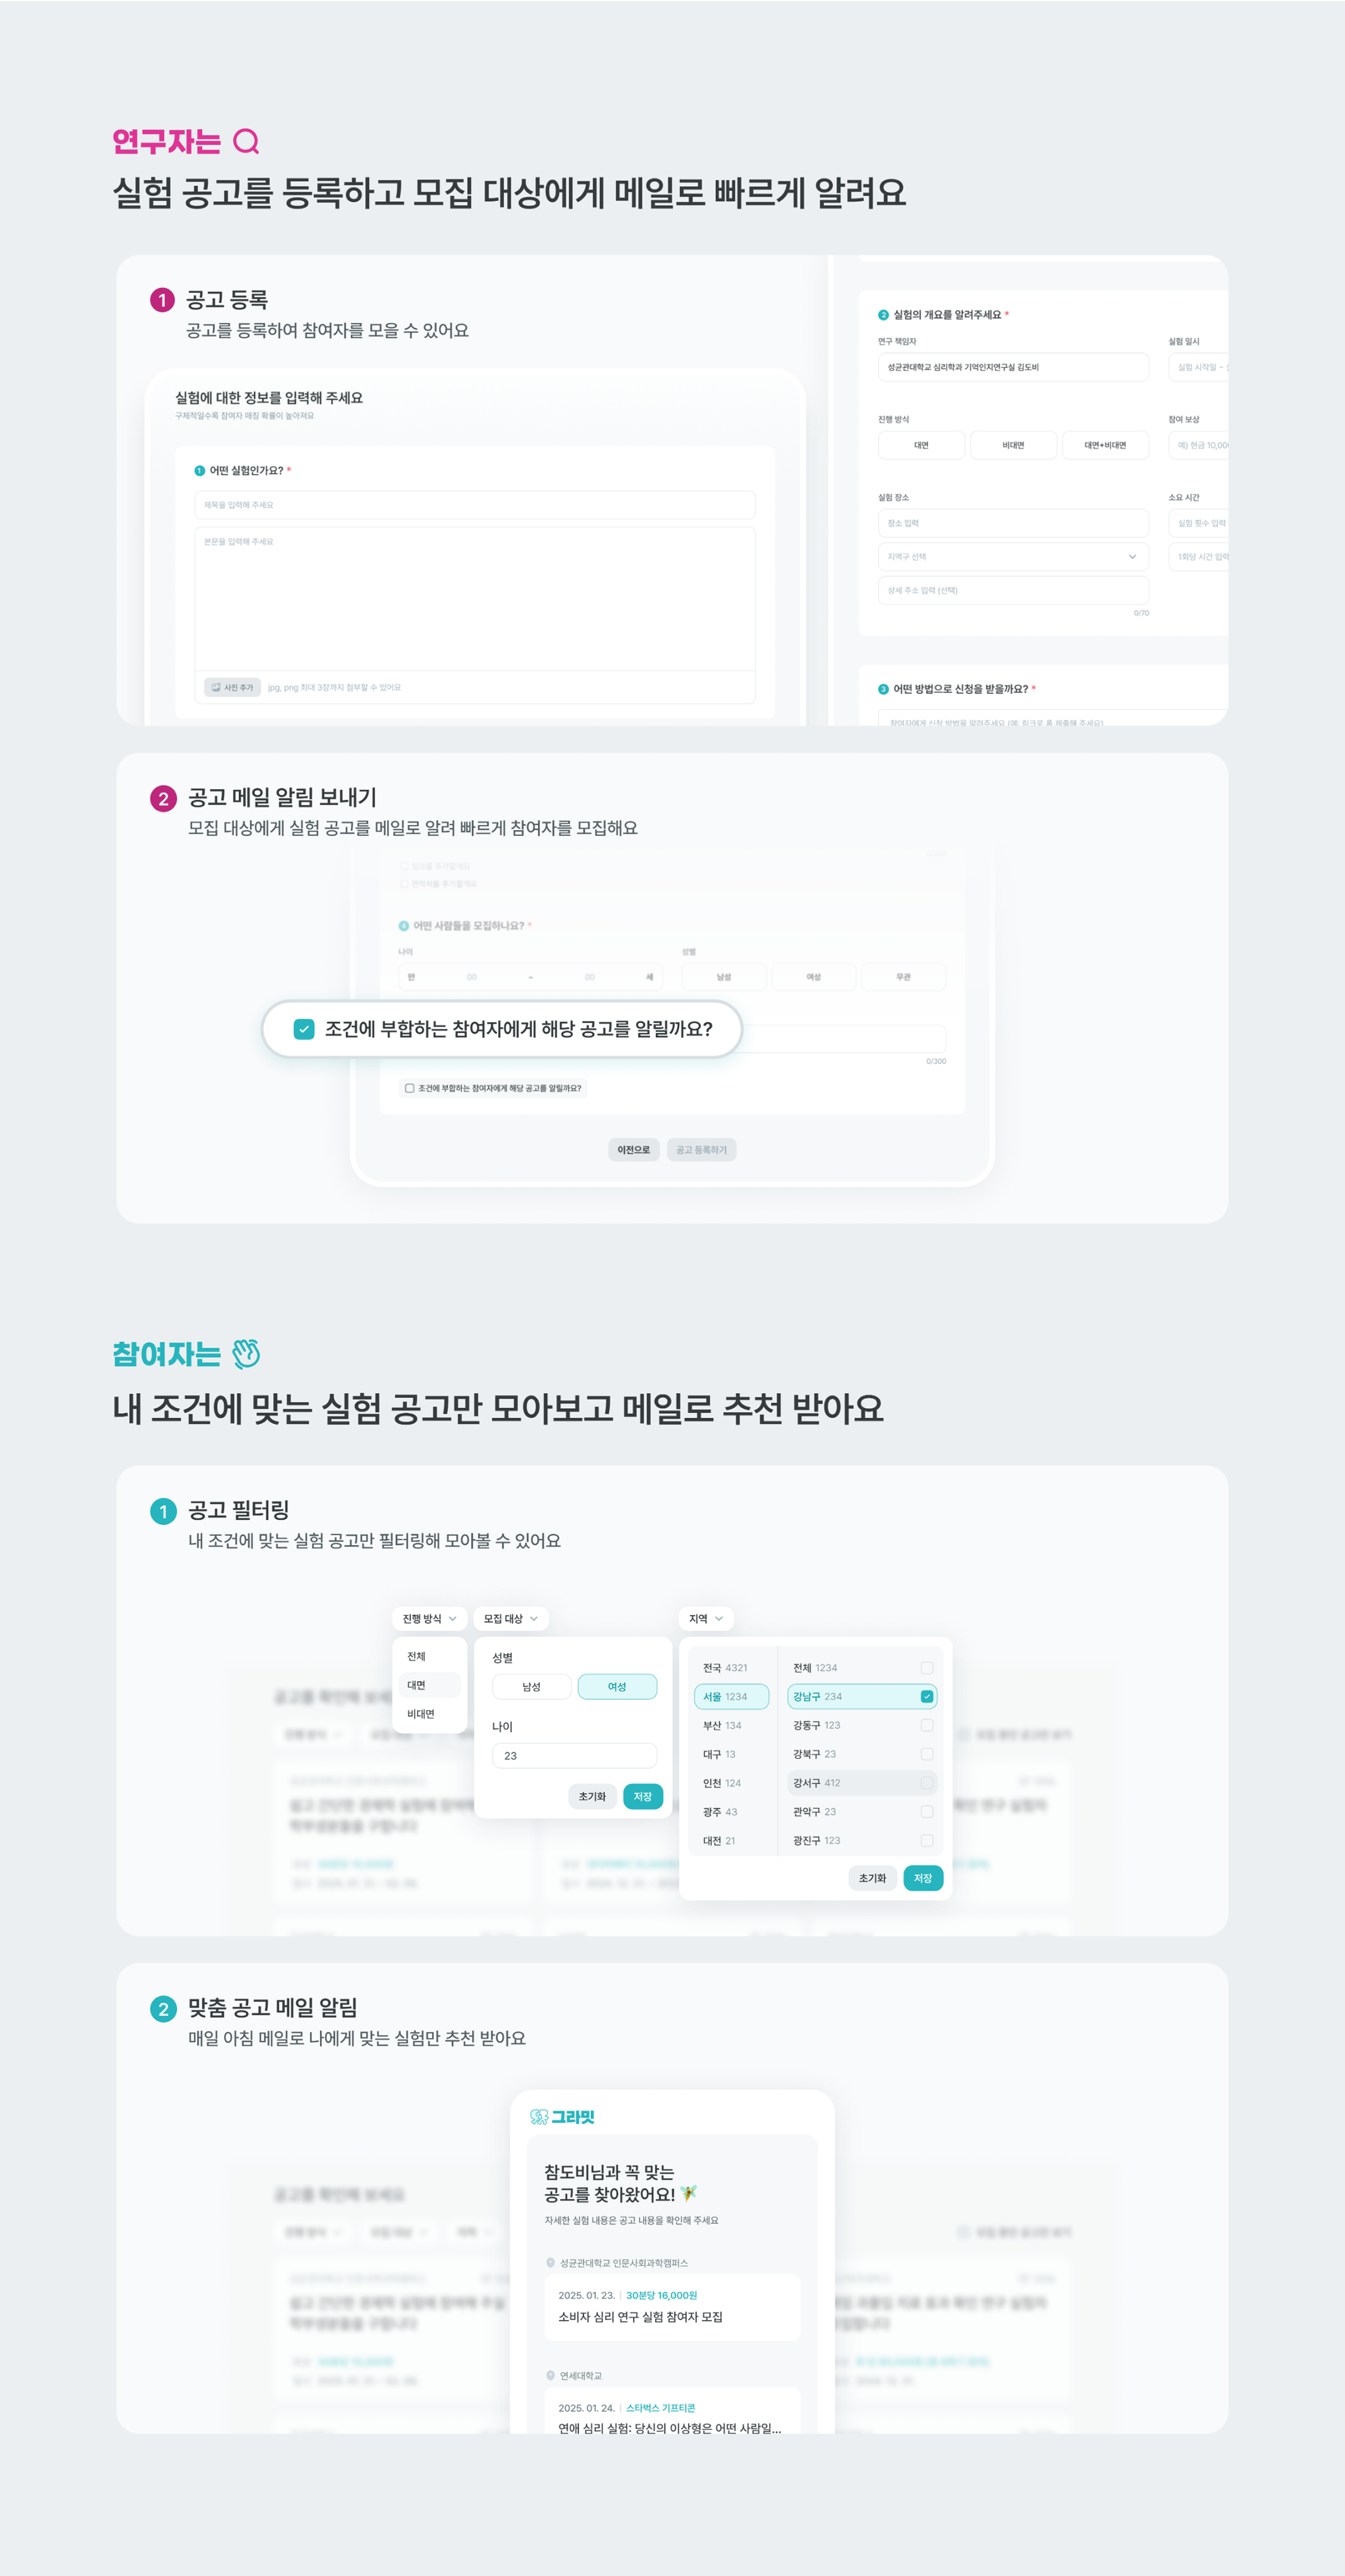 연구자는
실험 공고를 등록하고 모집 대상에게 메일로 빠르게 알려요
1 공고 등록
공고를 등록하여 참여자를 모을 수 있어요
실험에 대한 정보를 입력해 주세요
구체적일수록 참여자 매칭 확률이 높아져요
1 어떤 실험인가요? *
제목을 입력해 주세요
본문을 입력해 주세요
사진 추가 jpg, png 최대 3장까지 첨부할 수 있어요
2 실험의 개요를 알려주세요 *
연구 책임자
실험 일시
성균관대학교 심리학과 기억인지연구실 김도비
실험 시작일 -
진행 방식
참여 보상
대면 비대면 대면+비대면
예) 현금 10,00
실험 장소
소요 시간
장소 입력
실험 횟수 입력
지역구 선택
1회당 시간 입력
상세 주소 입력 (선택)
0/70
3 어떤 방법으로 신청을 받을까요? *
참여자에게 신청 방법을 알려주세요 (예: 링크로 폼 제출해 주세요)
2 공고 메일 알림 보내기
모집 대상에게 실험 공고를 메일로 알려 빠르게 참여자를 모집해요
링크를 추가할게요
연락처를 추가할게요
4 어떤 사람들을 모집하나요? *
나이
성별
만 00 ~ 00 세
남성 여성 무관
조건에 부합하는 참여자에게 해당 공고를 알릴까요?
0/300
조건에 부합하는 참여자에게 해당 공고를 알릴까요?
이전으로 공고 등록하기
참여자는
내 조건에 맞는 실험 공고만 모아보고 메일로 추천 받아요
1 공고 필터링
내 조건에 맞는 실험 공고만 필터링해 모아볼 수 있어요
진행 방식 모집 대상 지역
전체
대면
비대면
성별
남성 여성
나이
23
초기화 저장
전국 4321
서울 1234
부산 134
대구 13
인천 124
광주 43
대전 21
전체 1234
강남구 234
강동구 123
강북구 23
강서구 412
관악구 23
광진구 123
초기화 저장
2 맞춤 공고 메일 알림
매일 아침 메일로 나에게 맞는 실험만 추천 받아요
그라밋
참도비님과 꼭 맞는
공고를 찾아왔어요!
자세한 실험 내용은 공고 내용을 확인해 주세요
성균관대학교 인문사회과학캠퍼스
2025. 01. 23. | 30분당 16,000원
소비자 심리 연구 실험 참여자 모집
연세대학교
2025. 01. 24. | 스타벅스 기프티콘
연애 심리 실험: 당신의 이상형은 어떤 사람일...